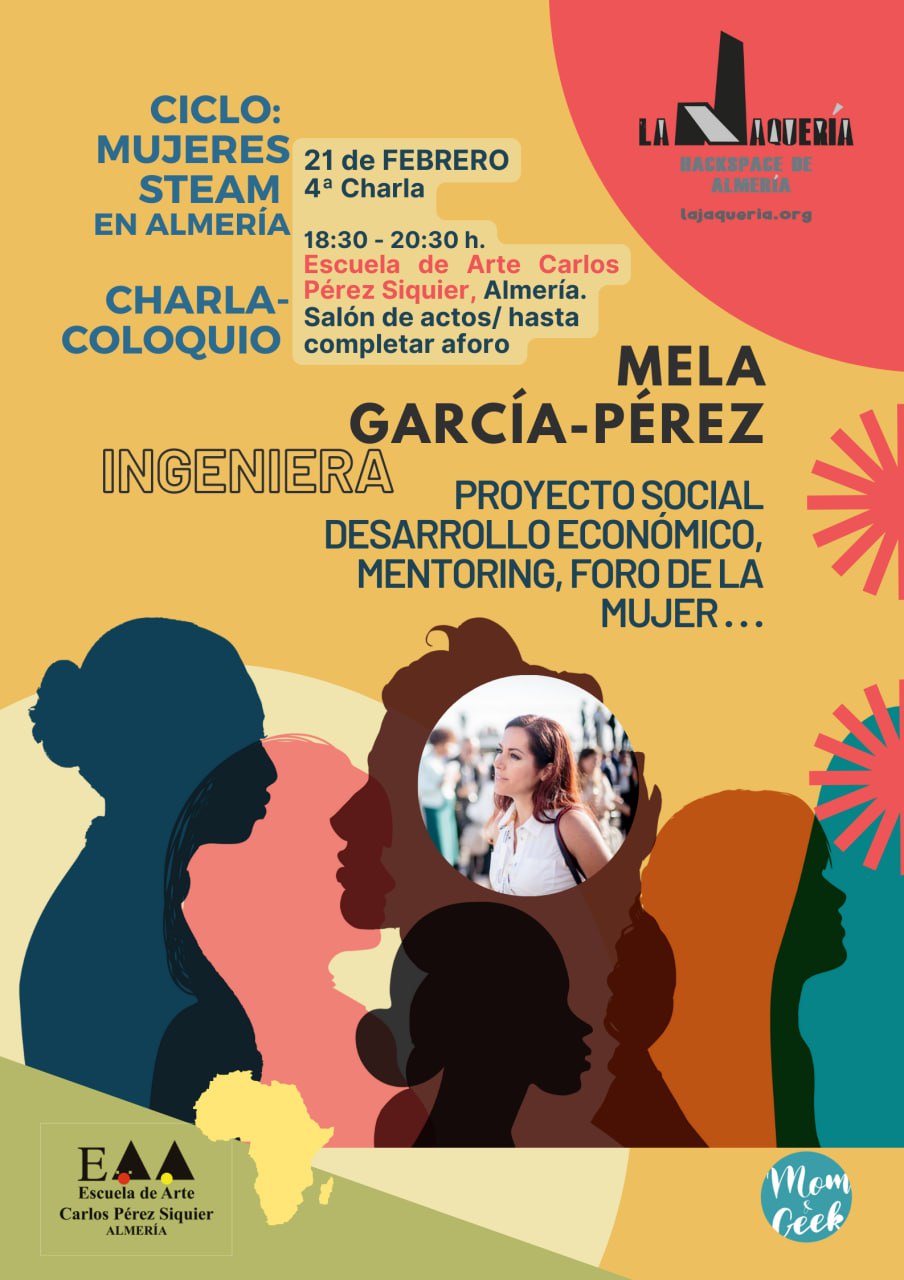 CICLO:
MUJERES
STEAM
EN ALMERÍA
CHARLA-
COLOQUIO
21 de FEBRERO
4ª Charla
18:30 - 20:30 h.
Escuela de Arte Carlos
Pérez Siquier, Almería.
Salón de actos/ hasta
completar aforo
LA JAQUERÍA
HACKSPACE DE
ALMERÍA
lajaqueria.org
MELA
GARCÍA-PÉREZ
INGENIERA
PROYECTO SOCIAL
DESARROLLO ECONÓMICO,
MENTORING, FORO DE LA
MUJER...
EAA
Escuela de Arte
Carlos Pérez Siquier
ALMERÍA
Mom
&
Geek